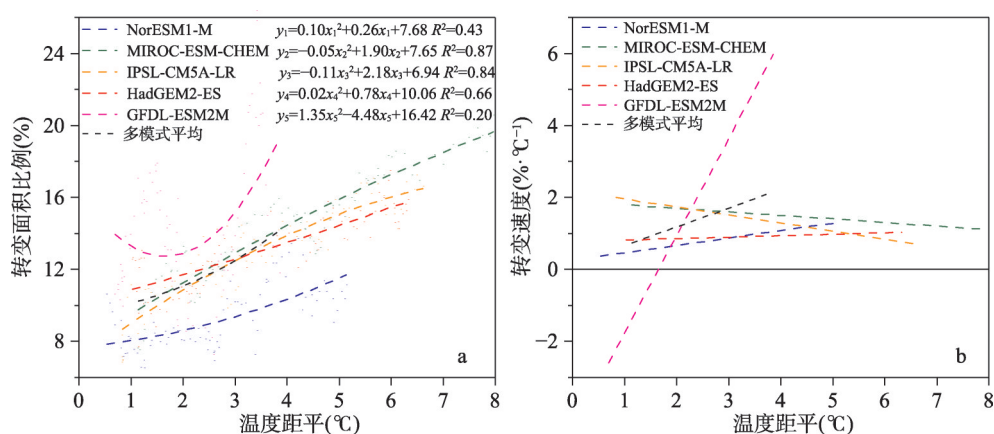 24
20
16
12
8
转变面积比例(%)
NorESM1-M y₁=0.10x₁²+0.26x₁+7.68 R²=0.43
MIROC-ESM-CHEM y₂=−0.05x₂²+1.90x₂+7.65 R²=0.87
IPSL-CM5A-LR y₃=−0.11x₃²+2.18x₃+6.94 R²=0.84
HadGEM2-ES y₄=0.02x₄²+0.78x₄+10.06 R²=0.66
GFDL-ESM2M y₅=1.35x₅²−4.48x₅+16.42 R²=0.20
多模式平均
a
0 1 2 3 4 5 6 7 8
温度距平(℃)
6
4
2
0
−2
转变速度(%·℃⁻¹)
NorESM1-M
MIROC-ESM-CHEM
IPSL-CM5A-LR
HadGEM2-ES
GFDL-ESM2M
多模式平均
b
0 1 2 3 4 5 6 7 8
温度距平(℃)